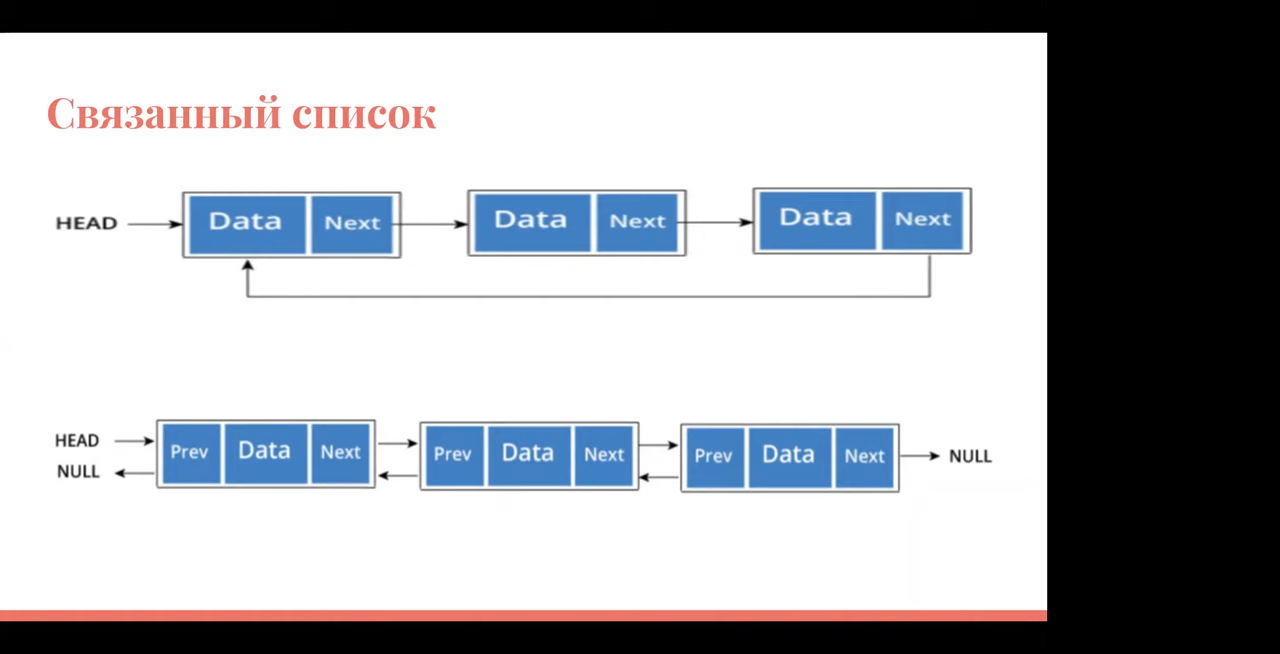 Связанный список
HEAD Data Next Data Next Data Next
HEAD
NULL
Prev Data Next Prev Data Next Prev Data Next NULL